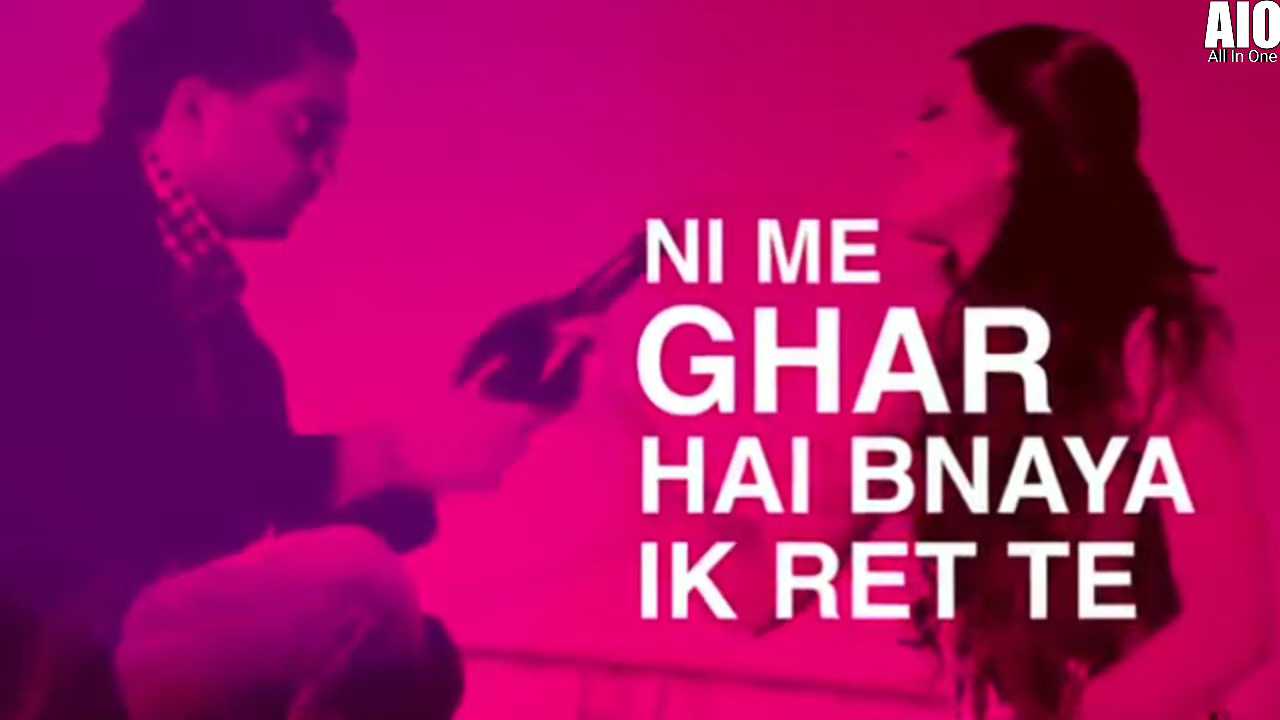 AIO
All In One
NI ME
GHAR
HAI BNAYA
IK RET TE